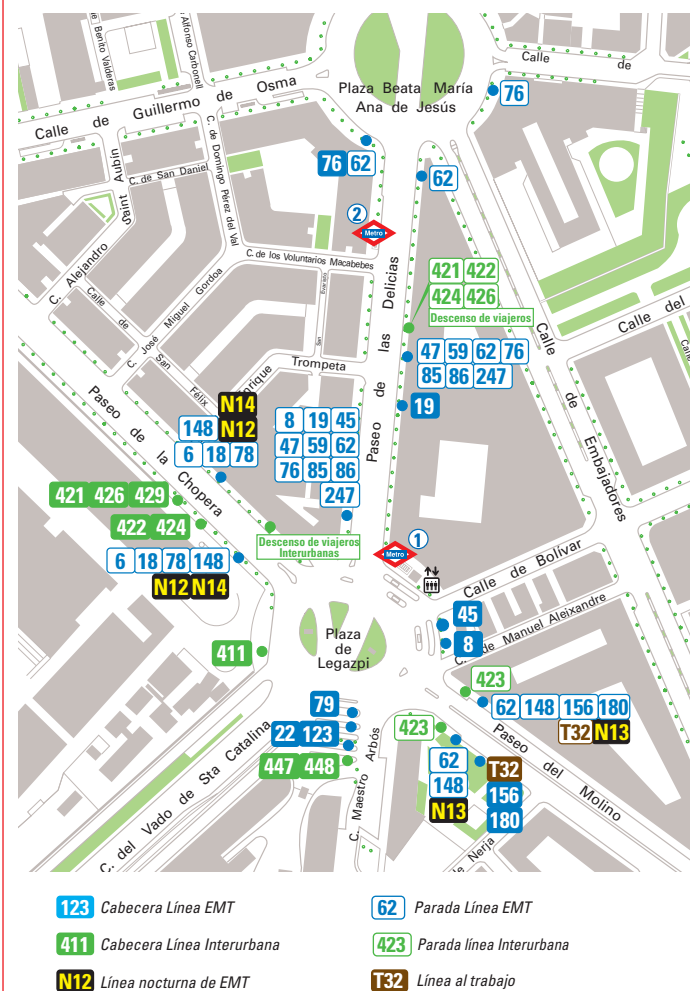 C. Benito Valderas
Alfonso Carbonell
Calle de Guillermo de Osma
Plaza Beata María
Ana de Jesús
Calle de
76
76 62
62
C. de San Daniel
Saint Aubin
C. Alejandro
C. de Domingo Pérez del Val
2
Metro
C. de los Voluntarios Macabebes
421 422
424 426
Descenso de viajeros
Calle de
C. José Miguel Gordoa
San Evaristo
Paseo de las Delicias
Calle del
Calle
47 59 62 76
85 86 247
19
Calle de Embajadores
San Félix
Enrique Trompeta
Paseo de la Chopera
N14
148 N12
6 18 78
8 19 45
47 59 62
76 85 86
247
421 426 429
422 424
Descenso de viajeros
Interurbanas
1
Metro
6 18 78 148
N12 N14
Calle de Bolívar
C. de Manuel Aleixandre
45
8
411
Plaza
de
Legazpi
423
62 148 156 180
T32 N13
79
22 123
447 448
C. del Vado de Sta Catalina
C. Maestro Arbós
423
62
148
N13
T32
156
180
Paseo del Molino
de Nerja
123 Cabecera Línea EMT
62 Parada Línea EMT
411 Cabecera Línea Interurbana
423 Parada línea Interurbana
N12 Línea nocturna de EMT
T32 Línea al trabajo